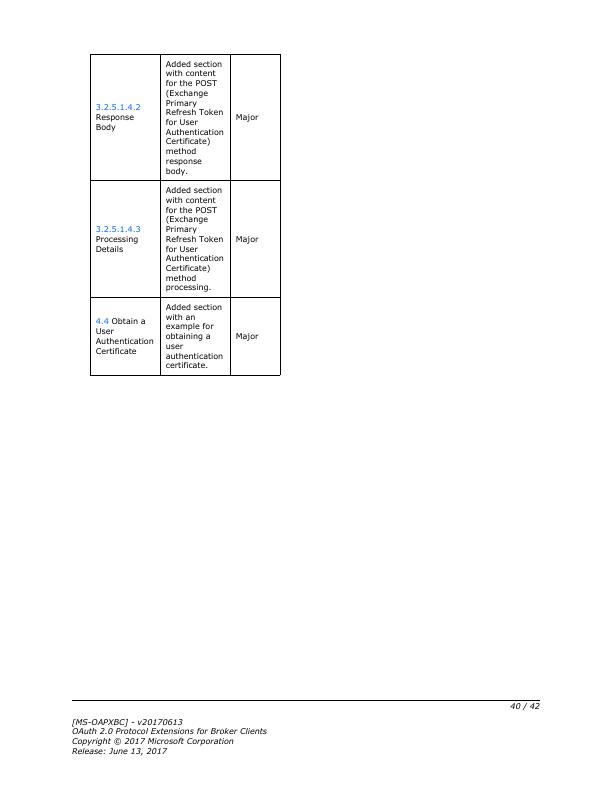 3.2.5.1.4.2
Response
Body
Added section
with content
for the POST
(Exchange
Primary
Refresh Token
for User
Authentication
Certificate)
method
response
body.
Major
3.2.5.1.4.3
Processing
Details
Added section
with content
for the POST
(Exchange
Primary
Refresh Token
for User
Authentication
Certificate)
method
processing.
Major
4.4 Obtain a
User
Authentication
Certificate
Added section
with an
example for
obtaining a
user
authentication
certificate.
Major
40 / 42
[MS-OAPXBC] - v20170613
OAuth 2.0 Protocol Extensions for Broker Clients
Copyright © 2017 Microsoft Corporation
Release: June 13, 2017